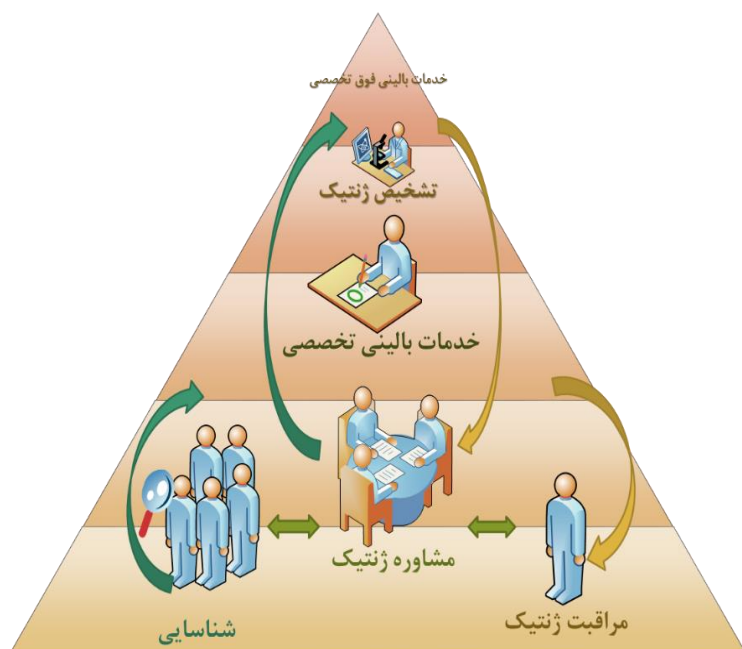 خدمات بالینی فوق تخصصی
تشخیص ژنتیک
خدمات بالینی تخصصی
مشاوره ژنتیک
مراقبت ژنتیک
شناسایی